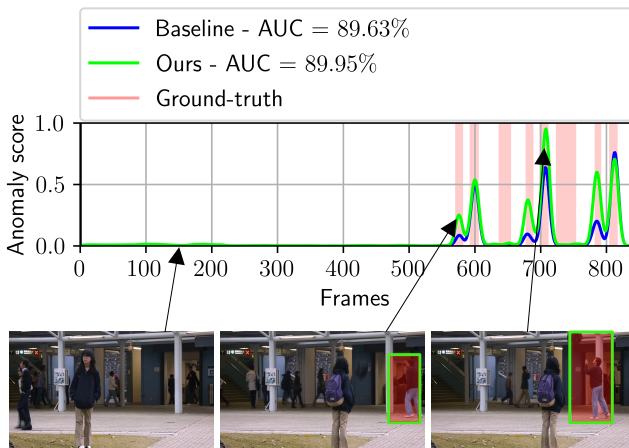 Baseline - AUC = 89.63%
Ours - AUC = 89.95%
Ground-truth
Anomaly score
1.0
0.5
0.0
0 100 200 300 400 500 600 700 800
Frames